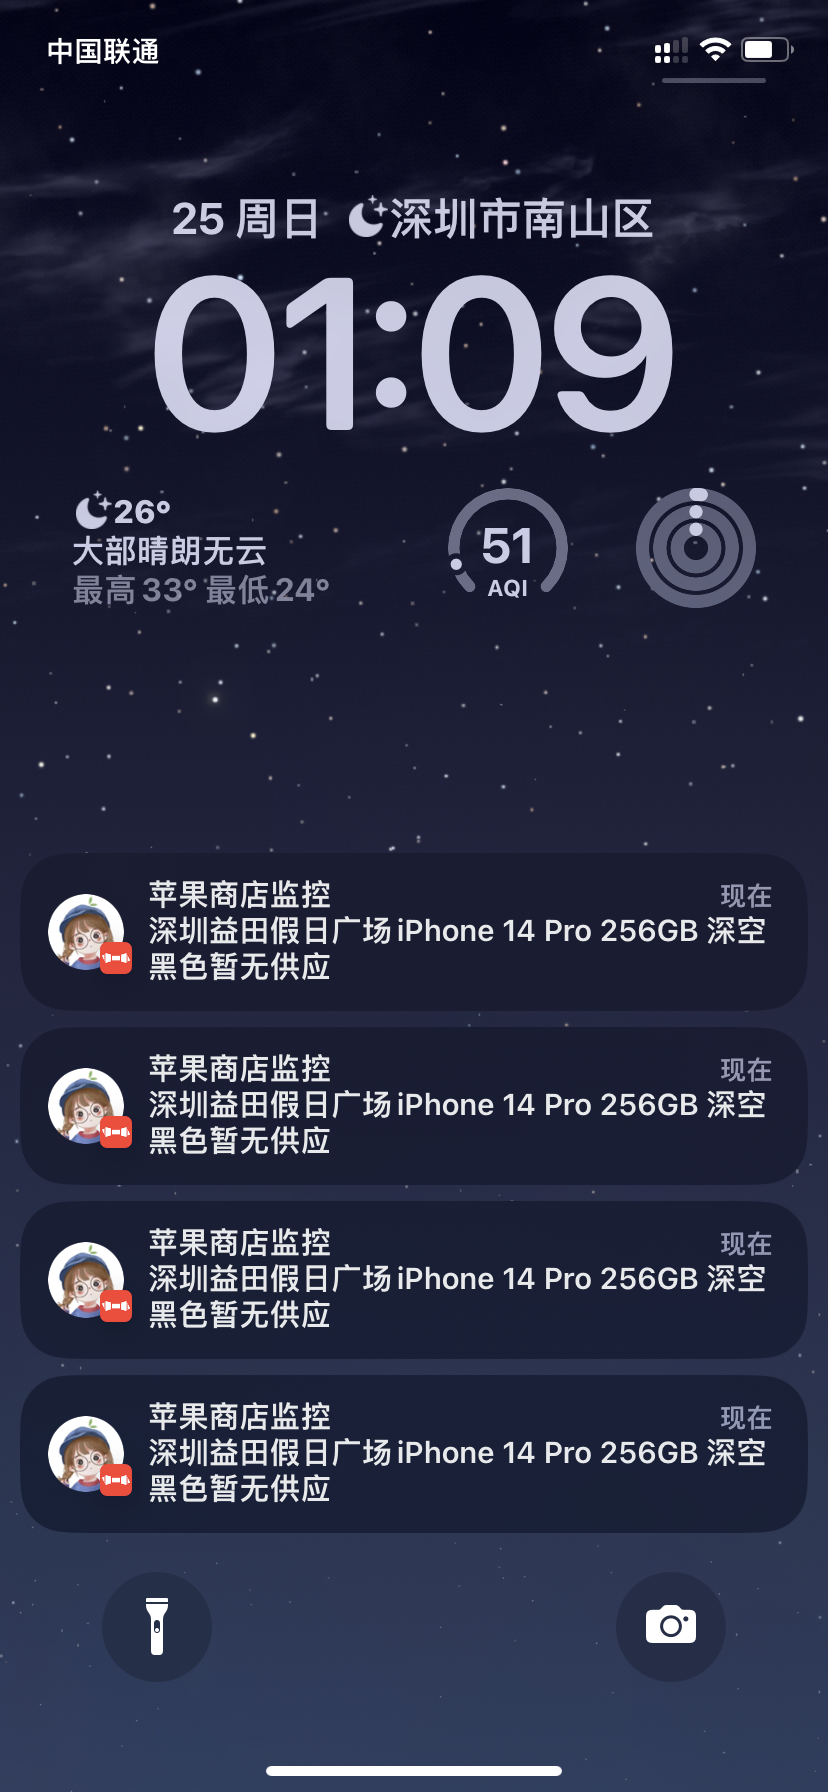 中国联通
25 周日 深圳市南山区
01:09
26°
大部晴朗无云
最高 33° 最低 24°
51
AQI
苹果商店监控 现在
深圳益田假日广场 iPhone 14 Pro 256GB 深空
黑色暂无供应
苹果商店监控 现在
深圳益田假日广场 iPhone 14 Pro 256GB 深空
黑色暂无供应
苹果商店监控 现在
深圳益田假日广场 iPhone 14 Pro 256GB 深空
黑色暂无供应
苹果商店监控 现在
深圳益田假日广场 iPhone 14 Pro 256GB 深空
黑色暂无供应